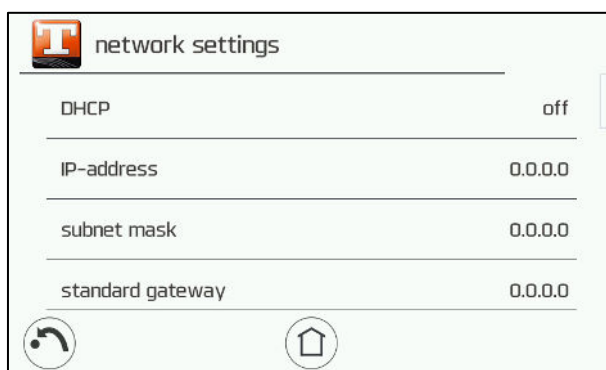 T network settings
DHCP off
IP-address 0.0.0.0
subnet mask 0.0.0.0
standard gateway 0.0.0.0